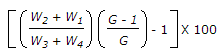 [ ( (W₂ + W₁) / (W₃ + W₄) ) ( (G - 1) / G ) - 1 ] X 100